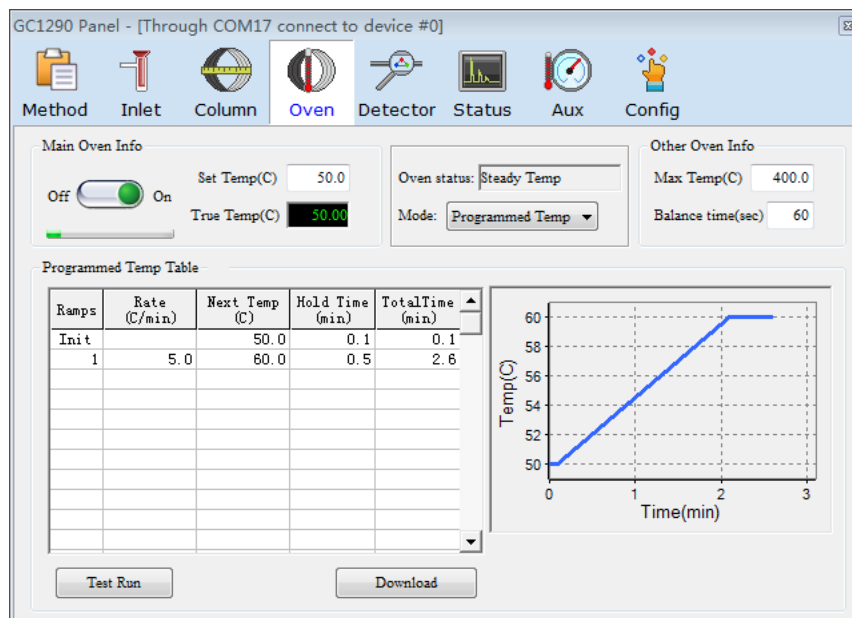 GC1290 Panel - [Through COM17 connect to device #0]
Method Inlet Column Oven Detector Status Aux Config
Main Oven Info
Off On
Set Temp(C) 50.0
True Temp(C) 50.00
Oven status: Steady Temp
Mode: Programmed Temp
Other Oven Info
Max Temp(C) 400.0
Balance time(sec) 60
Programmed Temp Table
Ramps Rate (C/min) Next Temp (C) Hold Time (min) TotalTime (min)
Init 50.0 0.1 0.1
1 5.0 60.0 0.5 2.6
Temp(C)
60
58
56
54
52
50
0 1 2 3
Time(min)
Test Run Download